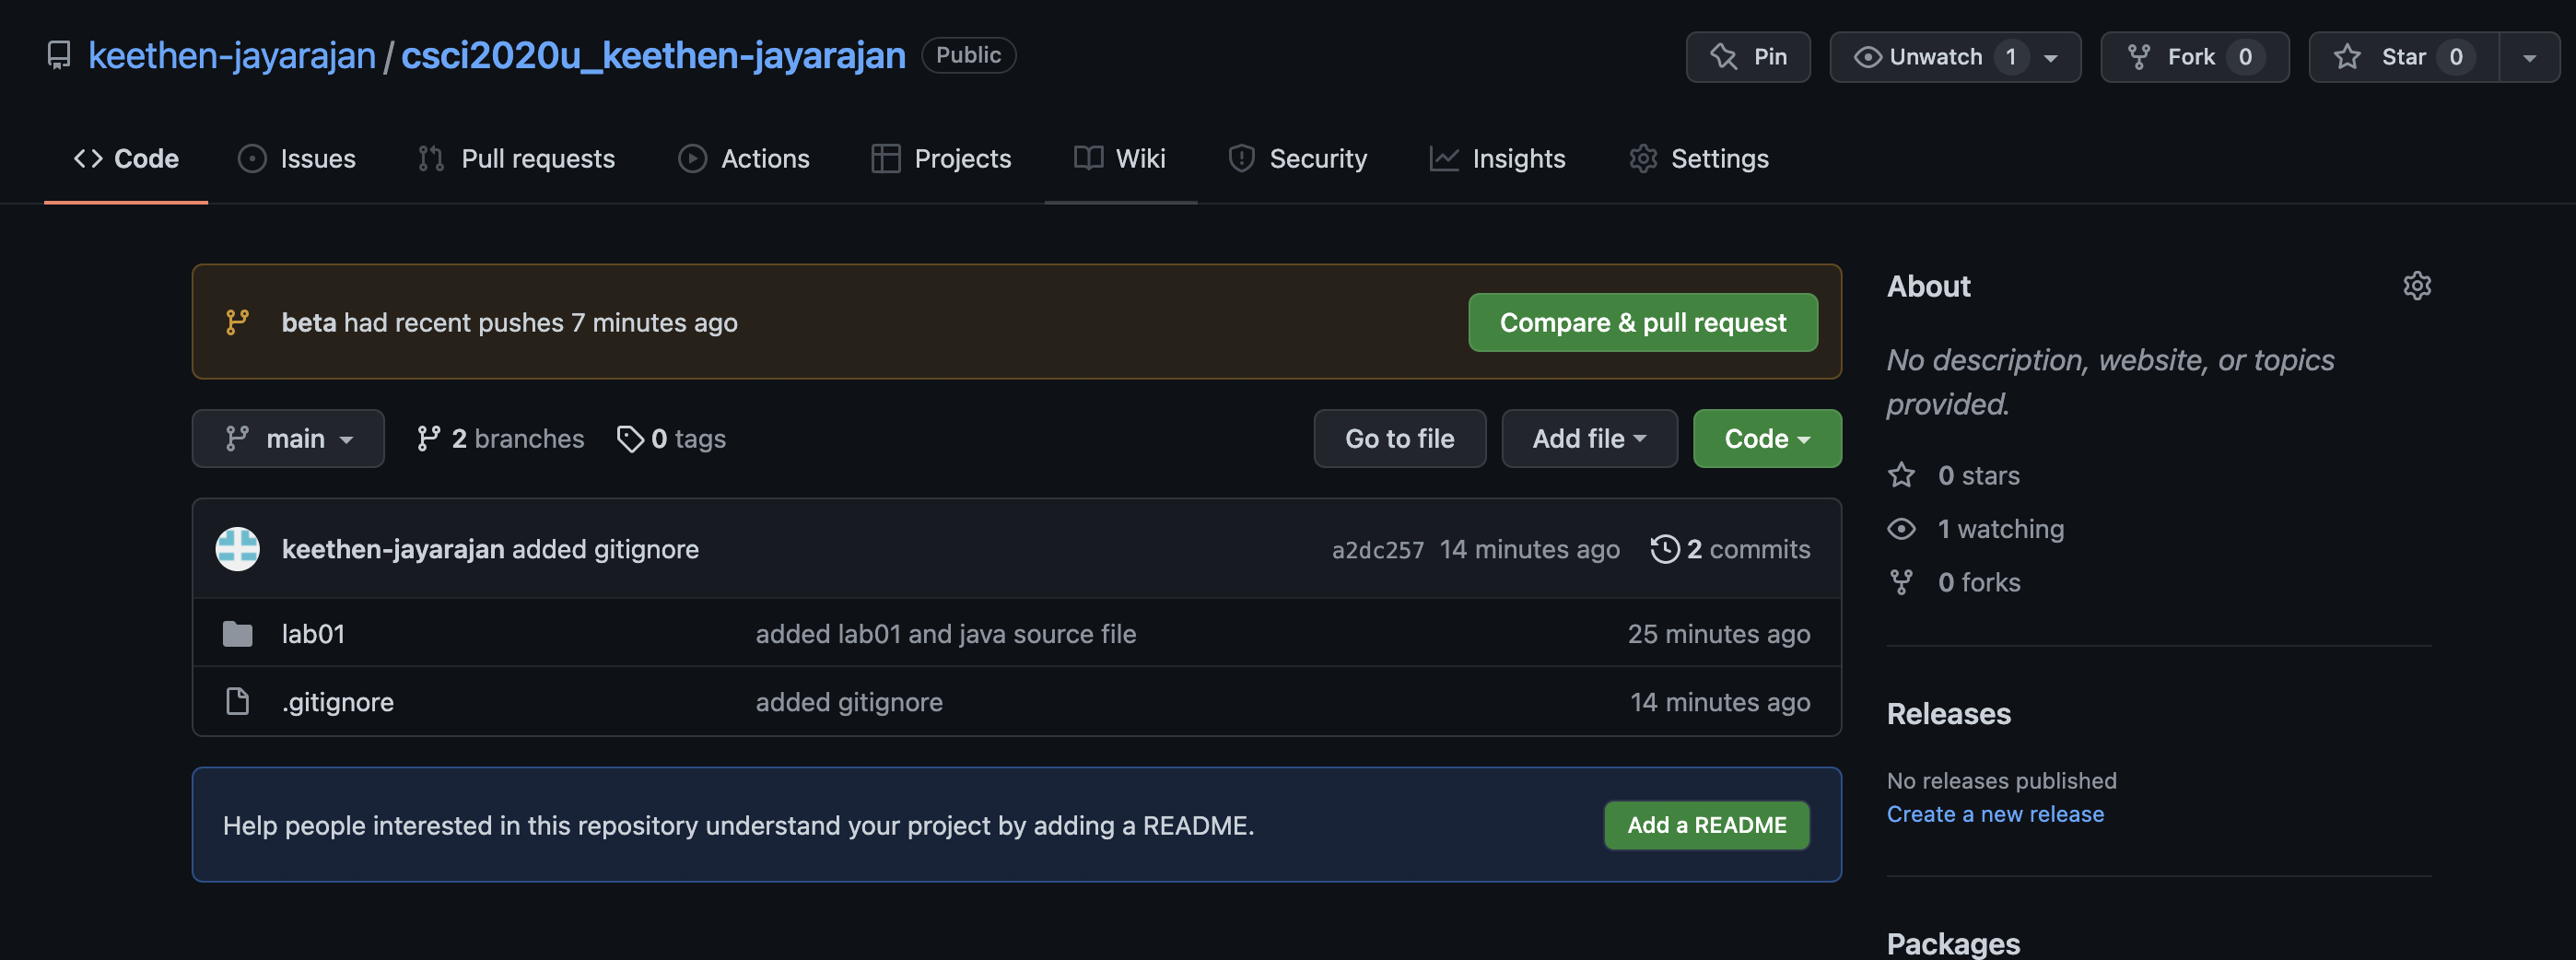 keethen-jayarajan / csci2020u_keethen-jayarajan Public
Pin Unwatch 1 Fork 0 Star 0
Code Issues Pull requests Actions Projects Wiki Security Insights Settings
beta had recent pushes 7 minutes ago Compare & pull request
main 2 branches 0 tags Go to file Add file Code
keethen-jayarajan added gitignore a2dc257 14 minutes ago 2 commits
lab01 added lab01 and java source file 25 minutes ago
.gitignore added gitignore 14 minutes ago
Help people interested in this repository understand your project by adding a README. Add a README
About
No description, website, or topics
provided.
0 stars
1 watching
0 forks
Releases
No releases published
Create a new release
Packages